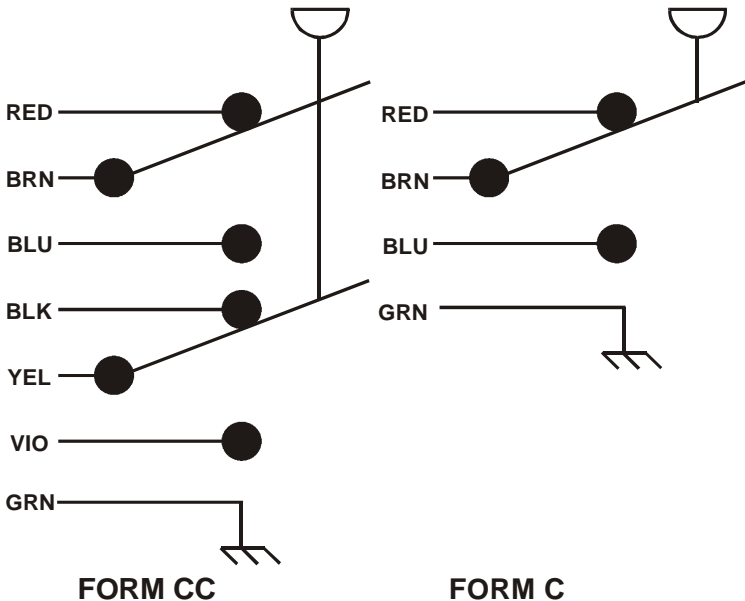 RED
BRN
BLU
BLK
YEL
VIO
GRN
FORM CC
RED
BRN
BLU
GRN
FORM C